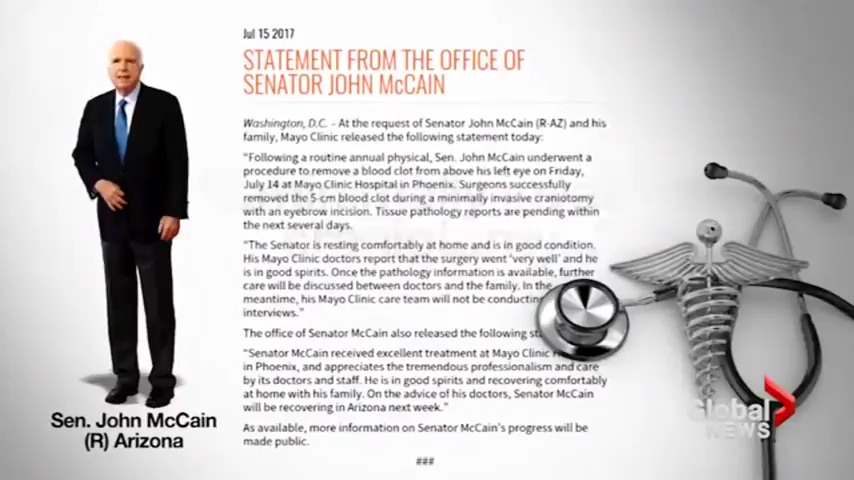 Jul 15 2017
STATEMENT FROM THE OFFICE OF
SENATOR JOHN McCAIN
Washington, D.C. - At the request of Senator John McCain (R-AZ) and his
family, Mayo Clinic released the following statement today:
"Following a routine annual physical, Sen. John McCain underwent a
procedure to remove a blood clot from above his left eye on Friday,
July 14 at Mayo Clinic Hospital in Phoenix. Surgeons successfully
removed the 5-cm blood clot during a minimally invasive craniotomy
with an eyebrow incision. Tissue pathology reports are pending within
the next several days.
"The Senator is resting comfortably at home and is in good condition.
His Mayo Clinic doctors report that the surgery went 'very well' and he
is in good spirits. Once the pathology information is available, further
care will be discussed between doctors and the family. In the
meantime, his Mayo Clinic care team will not be conducting
interviews."
The office of Senator McCain also released the following
"Senator McCain received excellent treatment at Mayo Clinic
in Phoenix, and appreciates the tremendous professionalism and care
by its doctors and staff. He is in good spirits and recovering comfortably
at home with his family. On the advice of his doctors, Senator McCain
will be recovering in Arizona next week."
As available, more information on Senator McCain's progress will be
made public.
###
Sen. John McCain
(R) Arizona
Global
NEWS